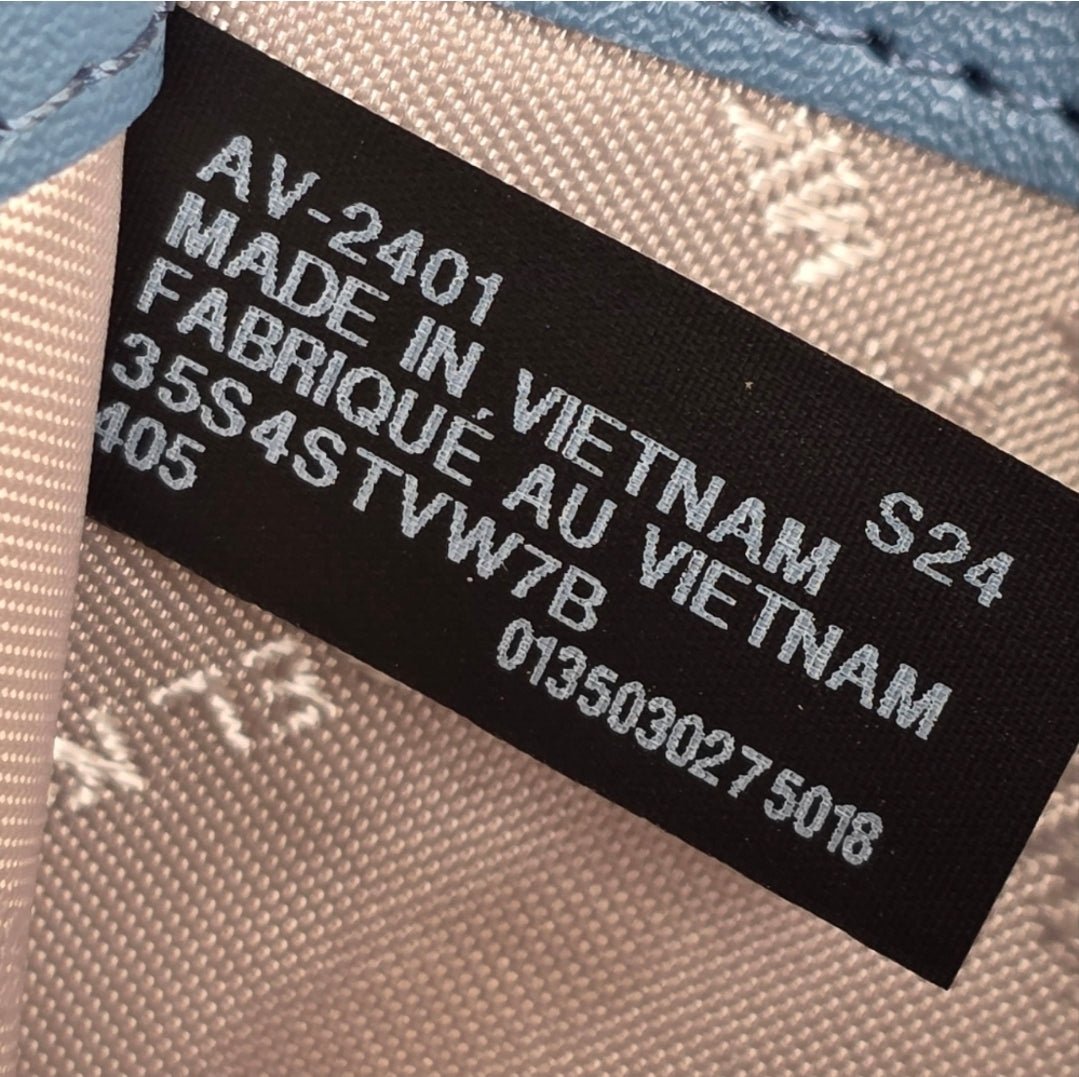 AV-2401
MADE IN VIETNAM S24
FABRIQUÉ AU VIETNAM
35S4STVW7B
405
0135030275018